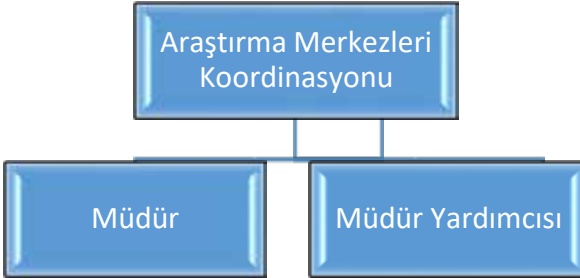 Araştırma Merkezleri
Koordinasyonu
Müdür
Müdür Yardımcısı